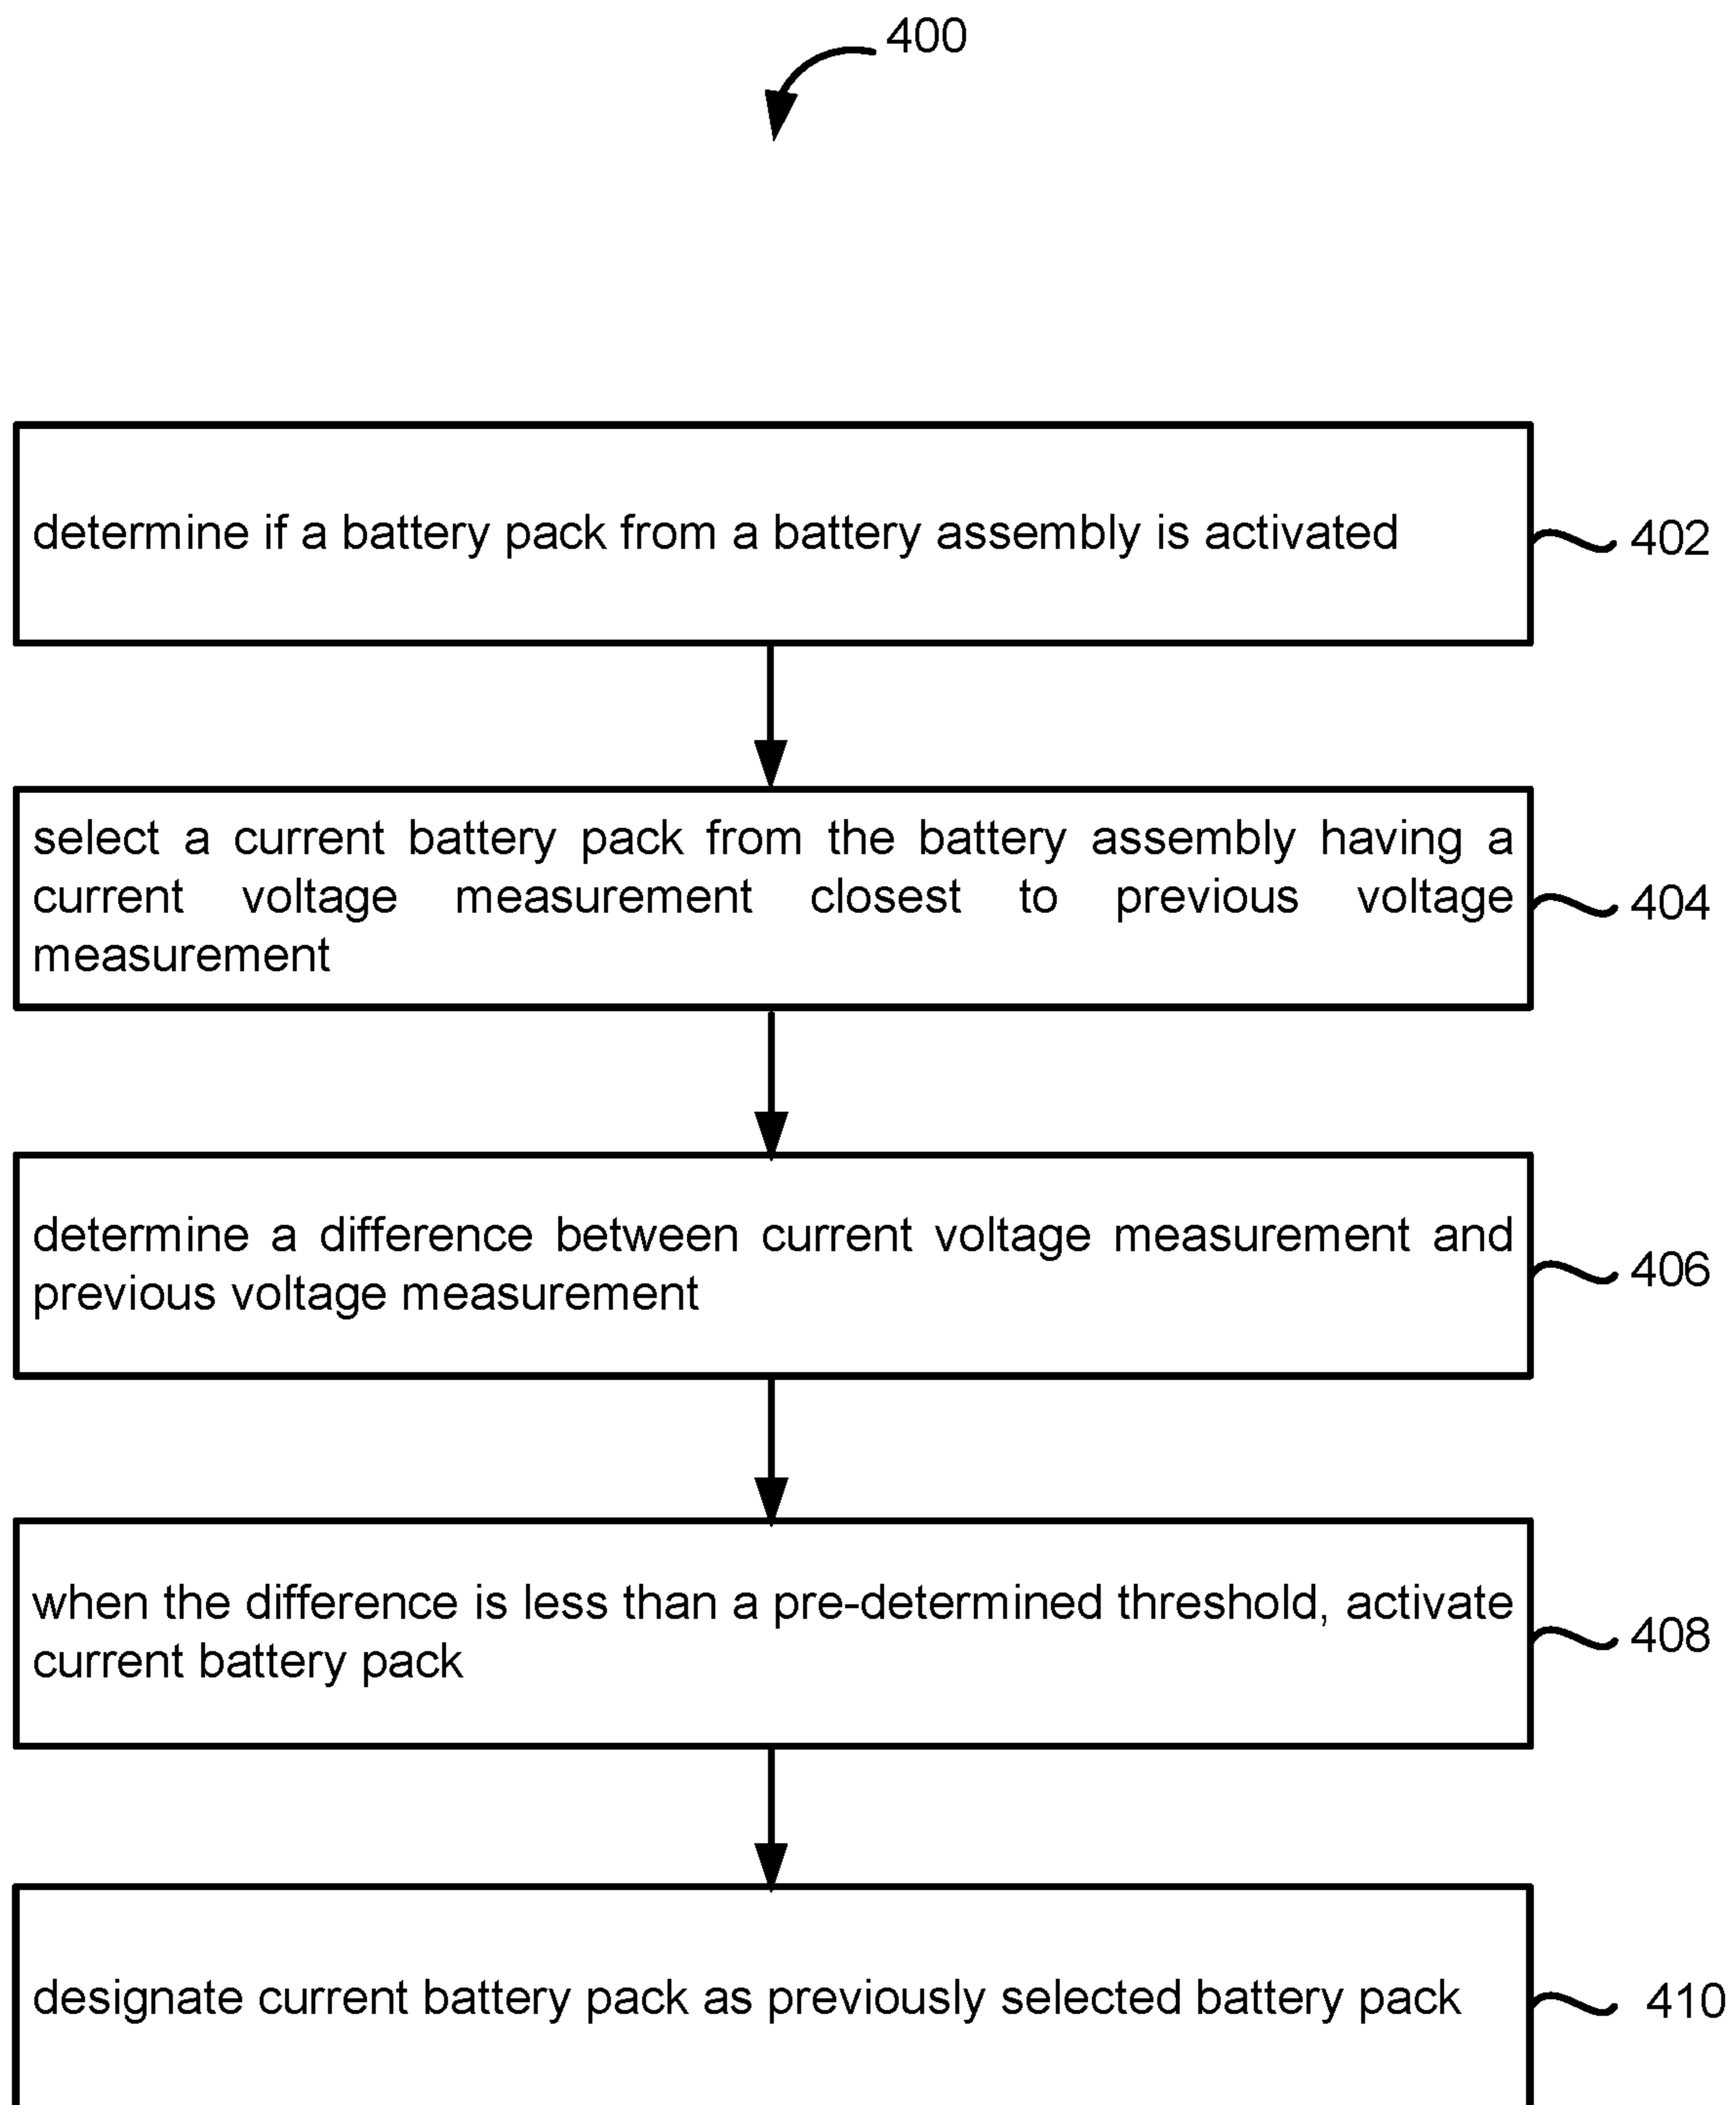 400
determine if a battery pack from a battery assembly is activated
402
select a current battery pack from the battery assembly having a
current voltage measurement closest to previous voltage
measurement
404
determine a difference between current voltage measurement and
previous voltage measurement
406
when the difference is less than a pre-determined threshold, activate
current battery pack
408
designate current battery pack as previously selected battery pack
410